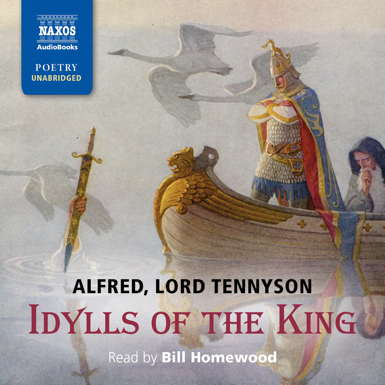 NAXOS
AudioBooks
POETRY
UNABRIDGED
ALFRED, LORD TENNYSON
IDYLLS OF THE KING
Read by Bill Homewood